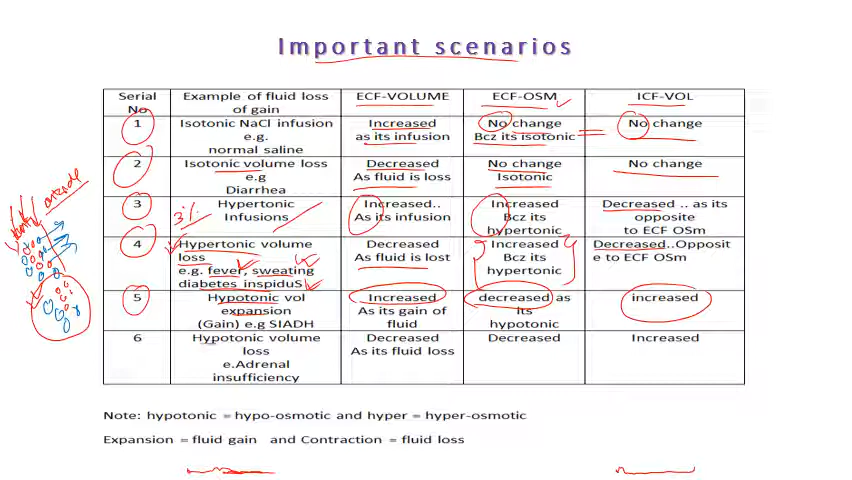 Important scenarios
Serial No
Example of fluid loss of gain
ECF-VOLUME
ECF-OSM
ICF-VOL
1
Isotonic NaCl infusion
e.g.
normal saline
Increased
as its infusion
No change
Bcz its isotonic
No change
2
Isotonic volume loss
e.g
Diarrhea
Decreased
As fluid is loss
No change
Isotonic
No change
3
Hypertonic
Infusions
3%
Increased..
As its infusion
Increased
Bcz its
hypertonic
Decreased .. as its
opposite
to ECF OSm
4
Hypertonic volume
loss
e.g. fever, sweating
diabetes inspiduS
Decreased
As fluid is lost
Increased
Bcz its
hypertonic
Decreased..Opposit
e to ECF OSm
5
Hypotonic vol
expansion
(Gain) e.g SIADH
Increased
As its gain of
fluid
decreased as
its
hypotonic
increased
6
Hypotonic volume
loss
e.Adrenal
insufficiency
Decreased
As its fluid loss
Decreased
Increased
Note: hypotonic = hypo-osmotic and hyper = hyper-osmotic
Expansion = fluid gain and Contraction = fluid loss